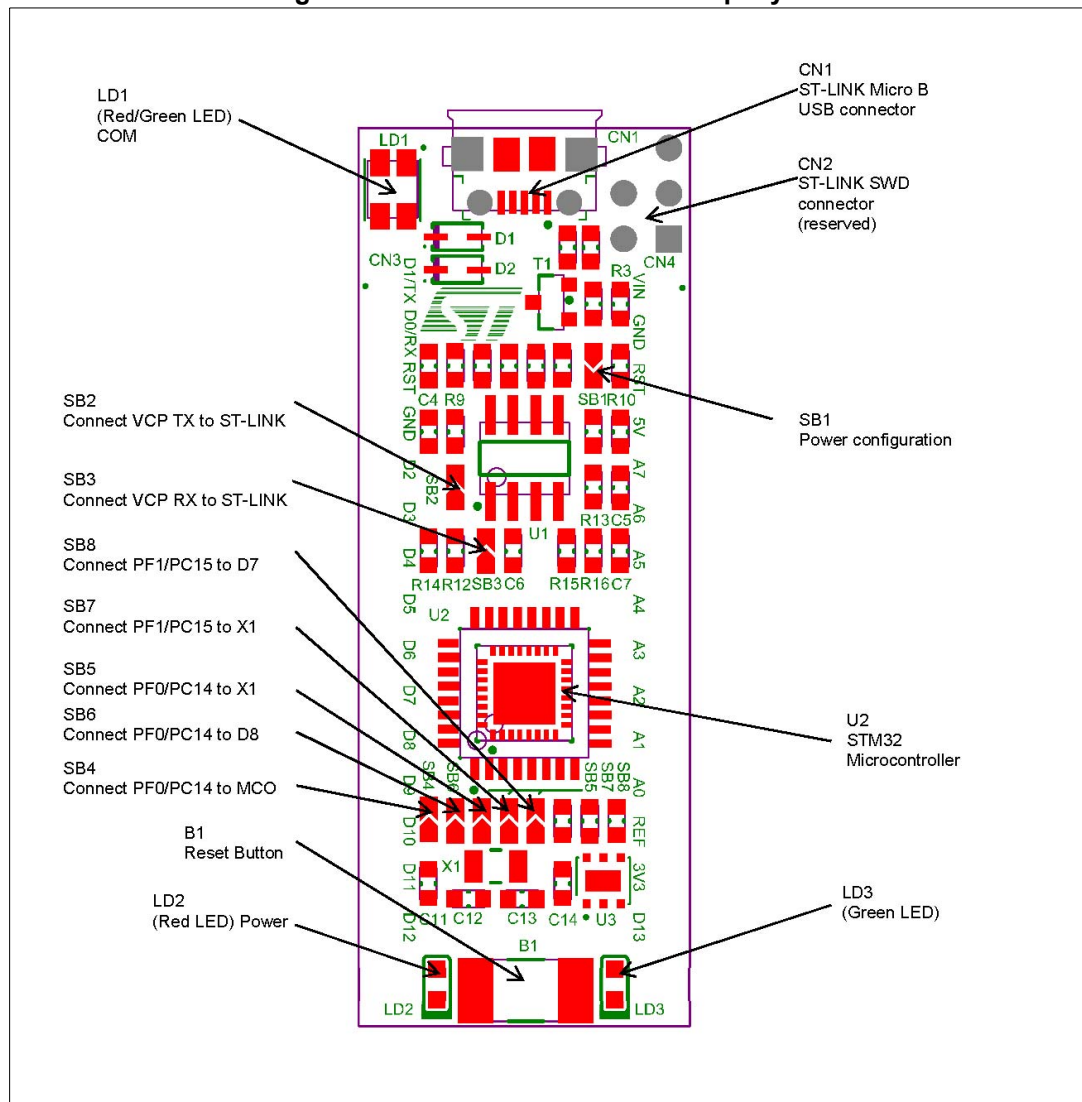 LD1
(Red/Green LED)
COM
CN1
ST-LINK Micro B
USB connector
CN2
ST-LINK SWD
connector
(reserved)
SB2
Connect VCP TX to ST-LINK
SB3
Connect VCP RX to ST-LINK
SB8
Connect PF1/PC15 to D7
SB7
Connect PF1/PC15 to X1
SB5
Connect PF0/PC14 to X1
SB6
Connect PF0/PC14 to D8
SB4
Connect PF0/PC14 to MCO
B1
Reset Button
LD2
(Red LED) Power
SB1
Power configuration
U2
STM32
Microcontroller
LD3
(Green LED)
LD1
CN1
D1
D2
CN3
T1
R3
CN4
D1/TX
D0/RX
RST
GND
D2
D3
D4
D5
D6
D7
D8
D9
D10
D11
D12
VIN
GND
RST
5V
A7
A6
A5
A4
A3
A2
A1
A0
REF
3V3
D13
ST
C4 R9
SB1 R10
SB2
U1
R13 C5
R14 R12 SB3 C6
R15 R16 C7
U2
SB4
SB6
SB5
SB7
SB8
X1
C11 C12 C13 C14 U3
B1
LD2
LD3